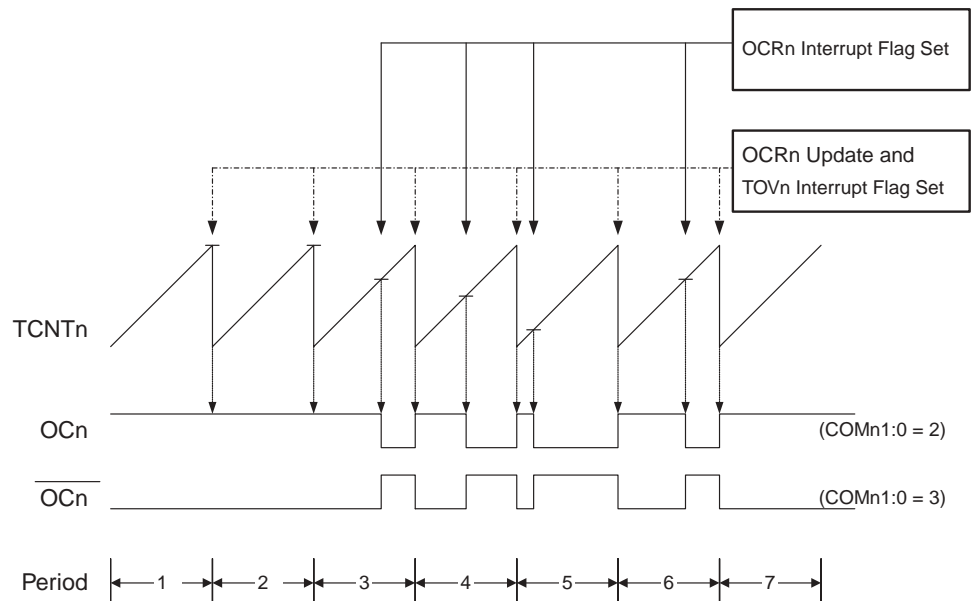 OCRn Interrupt Flag Set
OCRn Update and
TOVn Interrupt Flag Set
TCNTn
OCn
(COMn1:0 = 2)
OCn
(COMn1:0 = 3)
Period
1
2
3
4
5
6
7